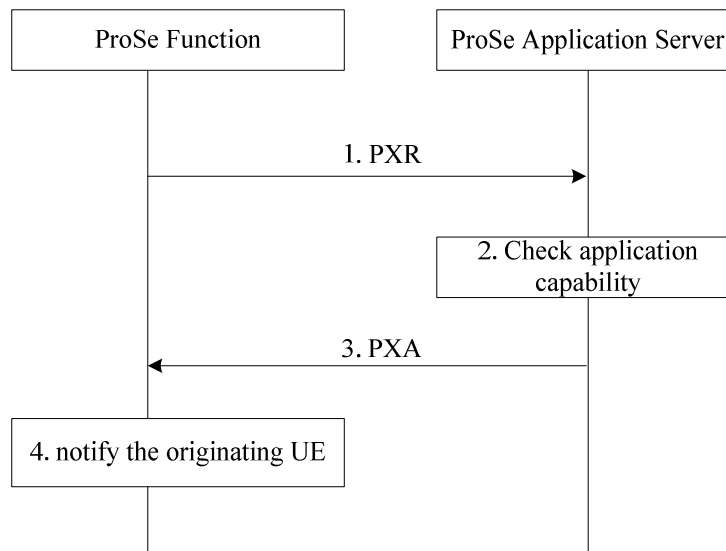 ProSe Function
ProSe Application Server
1. PXR
2. Check application
capability
3. PXA
4. notify the originating UE